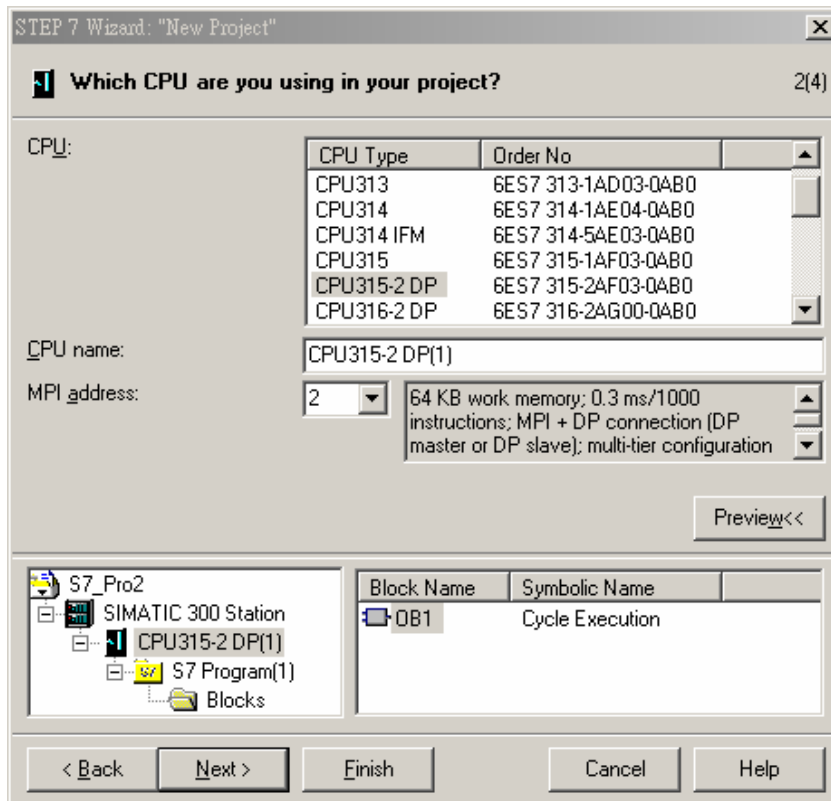 STEP 7 Wizard: "New Project"
Which CPU are you using in your project? 2(4)
CPU:
CPU Type Order No
CPU313 6ES7 313-1AD03-0AB0
CPU314 6ES7 314-1AE04-0AB0
CPU314 IFM 6ES7 314-5AE03-0AB0
CPU315 6ES7 315-1AF03-0AB0
CPU315-2 DP 6ES7 315-2AF03-0AB0
CPU316-2 DP 6ES7 316-2AG00-0AB0
CPU name: CPU315-2 DP(1)
MPI address: 2
64 KB work memory; 0.3 ms/1000
instructions; MPI + DP connection (DP
master or DP slave); multi-tier configuration
Preview<<
S7_Pro2
SIMATIC 300 Station
CPU315-2 DP(1)
S7 Program(1)
Blocks
Block Name Symbolic Name
OB1 Cycle Execution
< Back Next > Finish Cancel Help